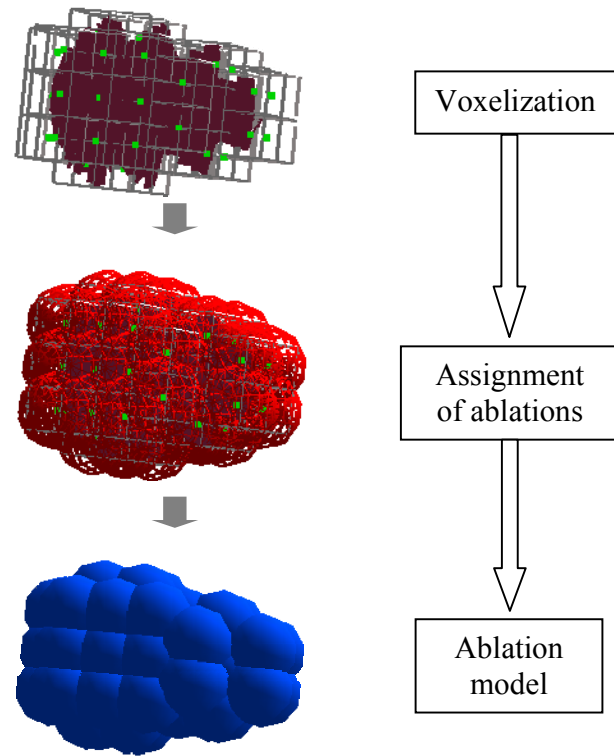 Voxelization
Assignment
of ablations
Ablation
model